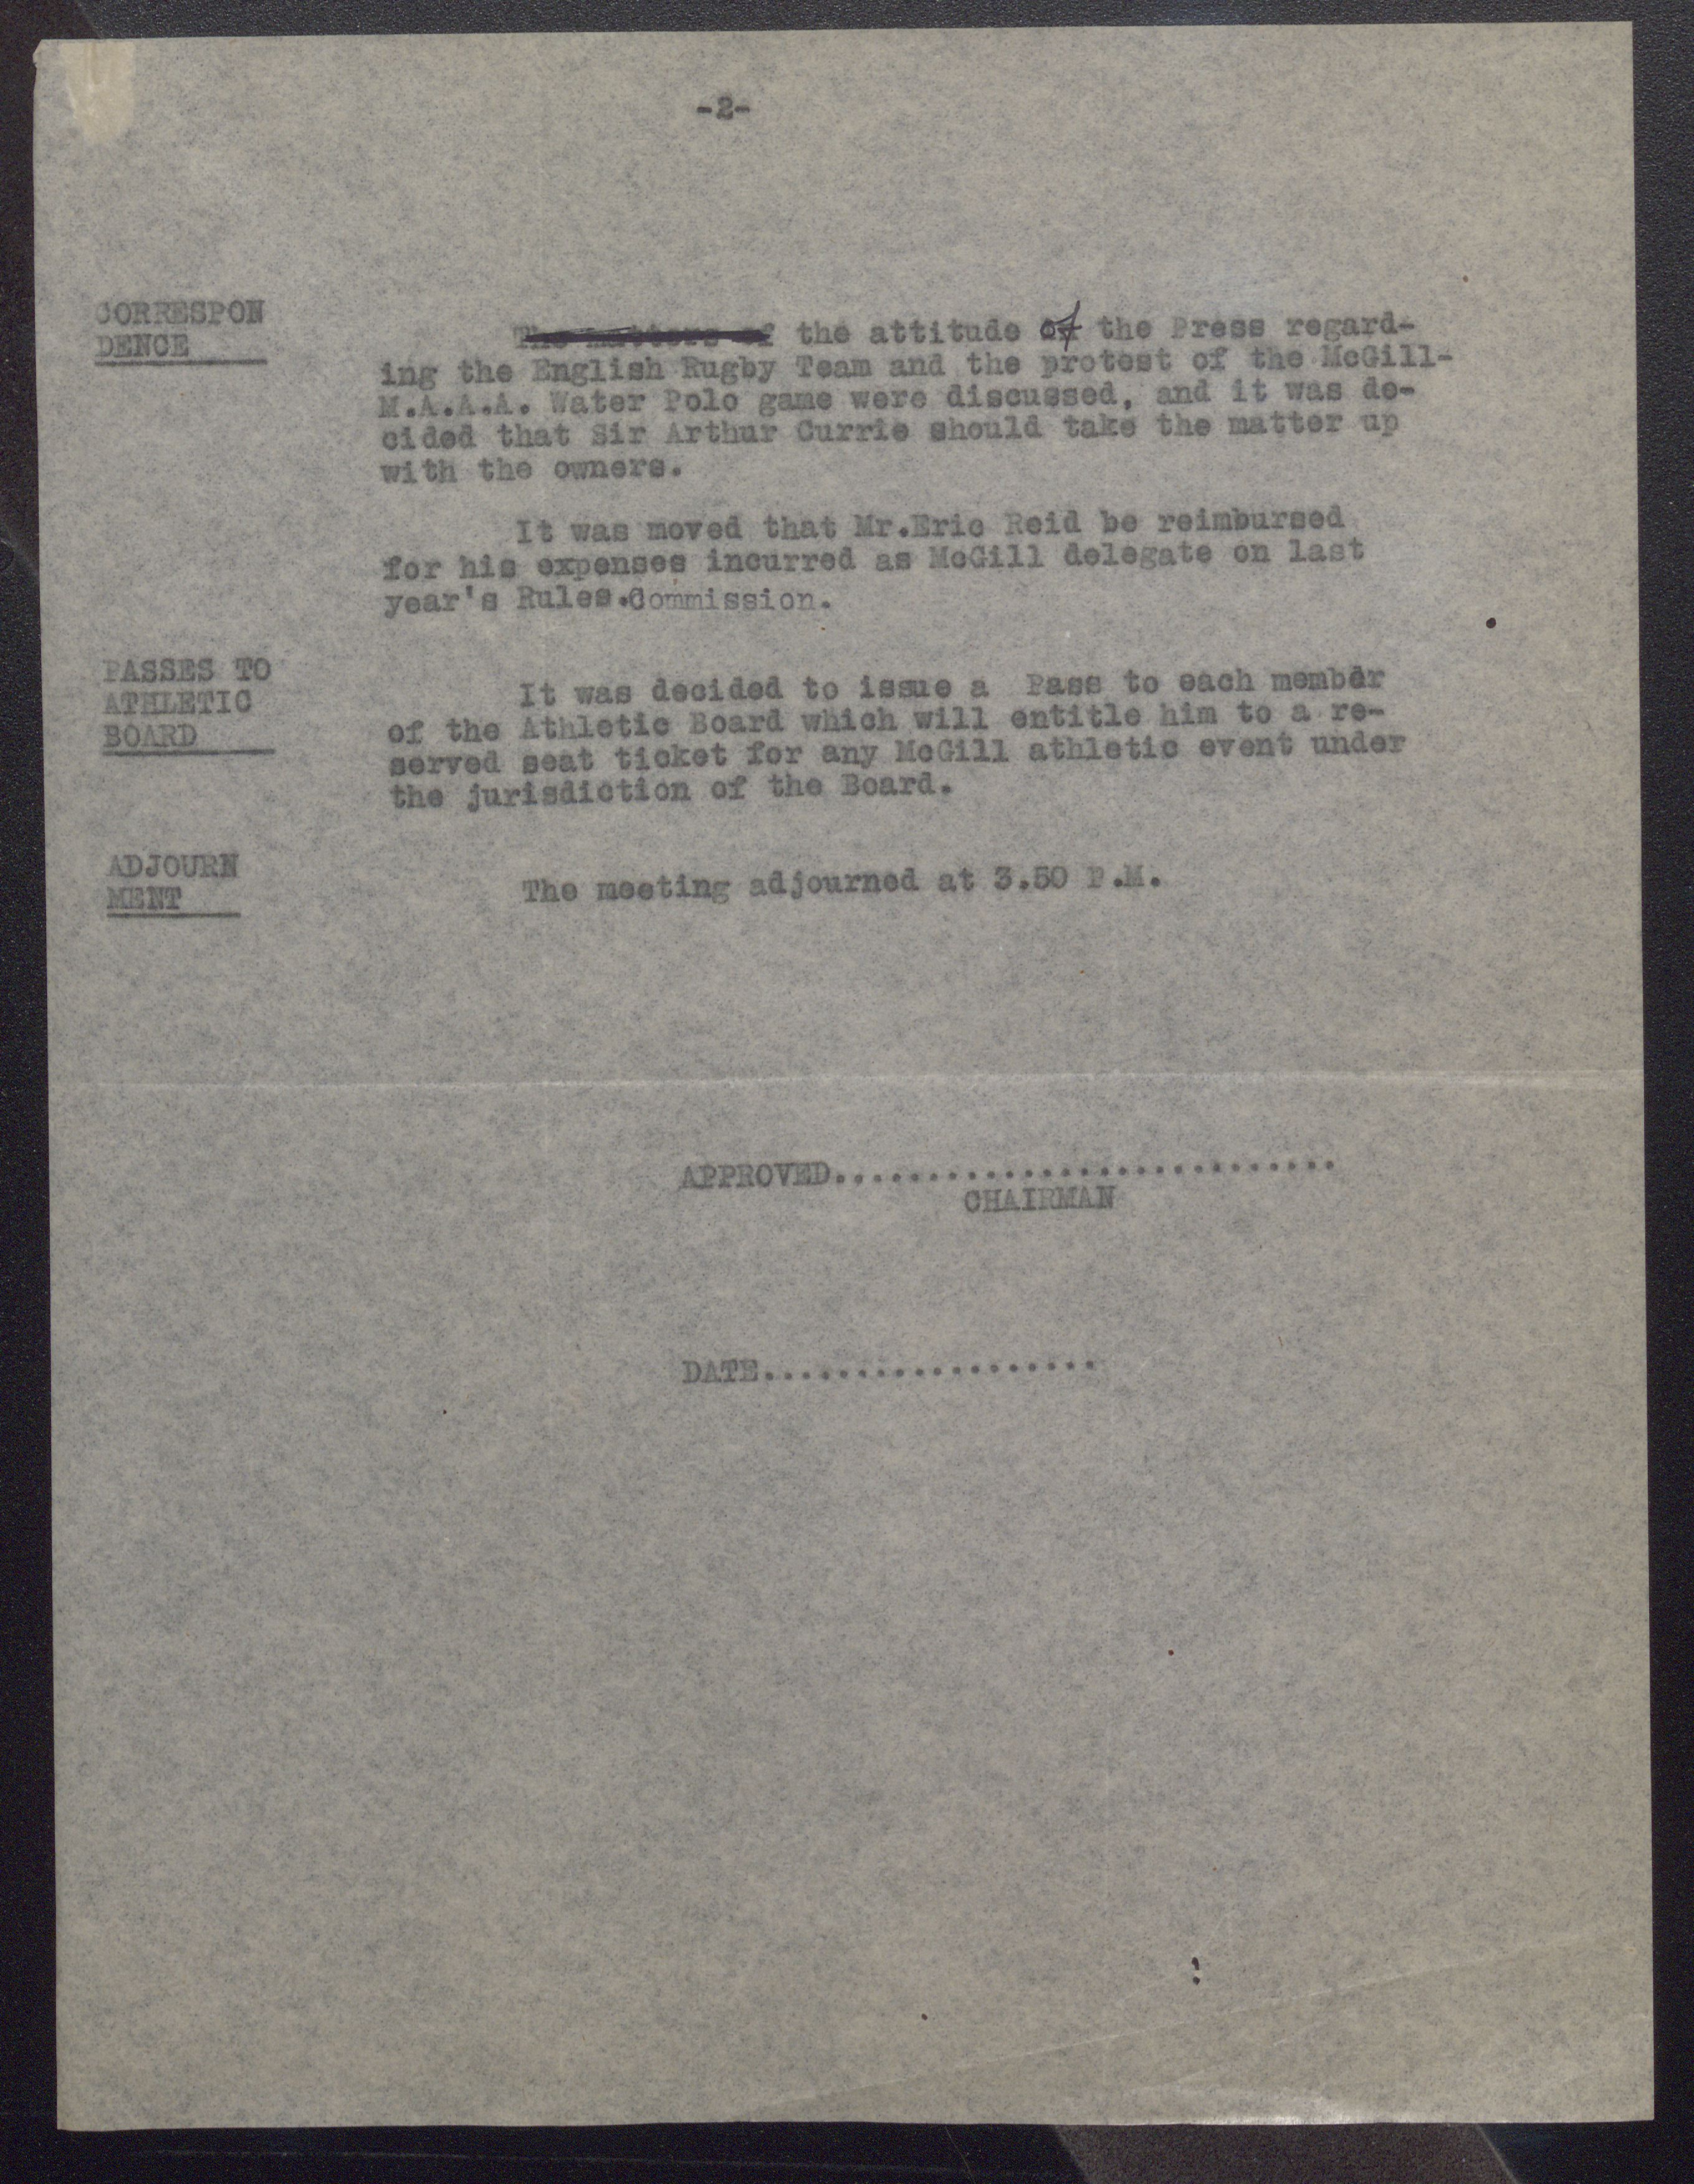 -2-
CORRESPON
DENCE
The matters of the attitude of the Press regard-
ing the English Rugby Team and the protest of the McGill-
M.A.A.A. Water Polo game were discussed, and it was de-
cided that Sir Arthur Currie should take the matter up
with the owners.
It was moved that Mr.Eric Reid be reimbursed
for his expenses incurred as McGill delegate on last
year's Rules.Commission.
PASSES TO
ATHLETIC
BOARD
It was decided to issue a Pass to each member
of the Athletic Board which will entitle him to a re-
served seat ticket for any McGill athletic event under
the jurisdiction of the Board.
ADJOURN
MENT
The meeting adjourned at 3.50 P.M.
APPROVED............................
CHAIRMAN
DATE..................